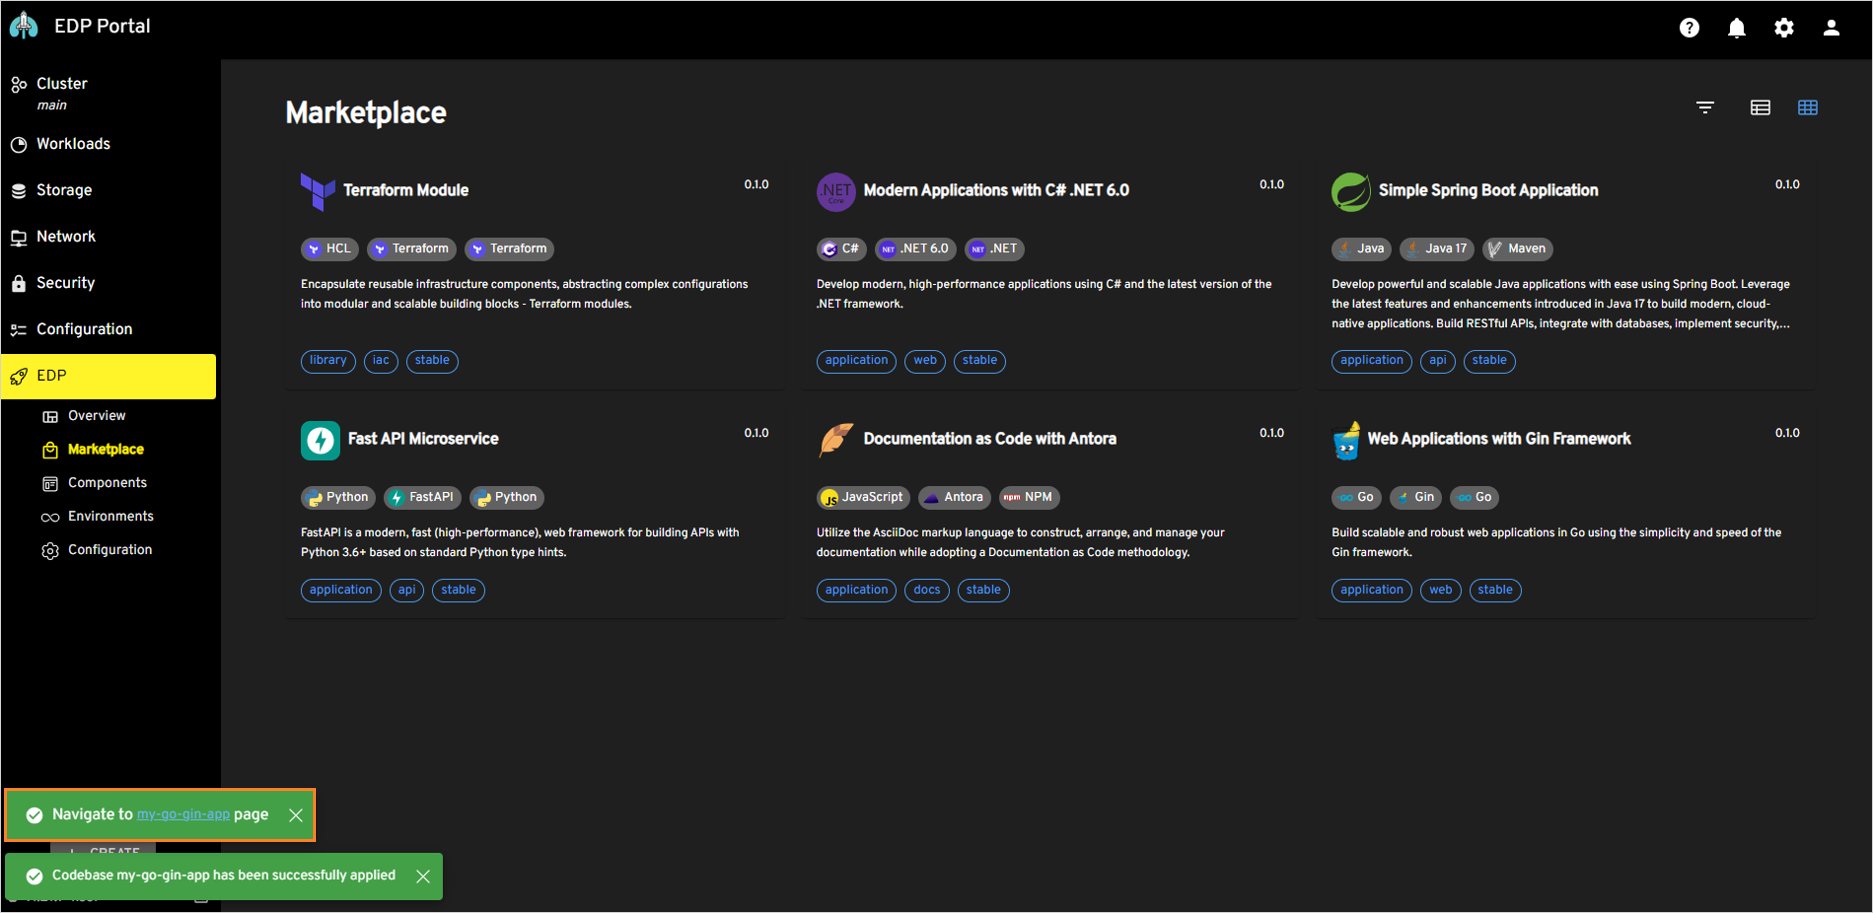 EDP Portal
Cluster
main
Workloads
Storage
Network
Security
Configuration
EDP
Overview
Marketplace
Components
Environments
Configuration
Marketplace
Terraform Module
0.1.0
HCL
Terraform
Terraform
Encapsulate reusable infrastructure components, abstracting complex configurations
into modular and scalable building blocks - Terraform modules.
library
iac
stable
.NET
Core
Modern Applications with C# .NET 6.0
0.1.0
C#
.NET 6.0
.NET
Develop modern, high-performance applications using C# and the latest version of the
.NET framework.
application
web
stable
Simple Spring Boot Application
0.1.0
Java
Java 17
Maven
Develop powerful and scalable Java applications with ease using Spring Boot. Leverage
the latest features and enhancements introduced in Java 17 to build modern, cloud-
native applications. Build RESTful APIs, integrate with databases, implement security,...
application
api
stable
Fast API Microservice
0.1.0
Python
FastAPI
Python
FastAPI is a modern, fast (high-performance), web framework for building APIs with
Python 3.6+ based on standard Python type hints.
application
api
stable
Documentation as Code with Antora
0.1.0
JS
JavaScript
Antora
npm
NPM
Utilize the AsciiDoc markup language to construct, arrange, and manage your
documentation while adopting a Documentation as Code methodology.
application
docs
stable
Web Applications with Gin Framework
0.1.0
Go
Gin
Go
Build scalable and robust web applications in Go using the simplicity and speed of the
Gin framework.
application
web
stable
Navigate to my-go-gin-app page
CREATE
Codebase my-go-gin-app has been successfully applied